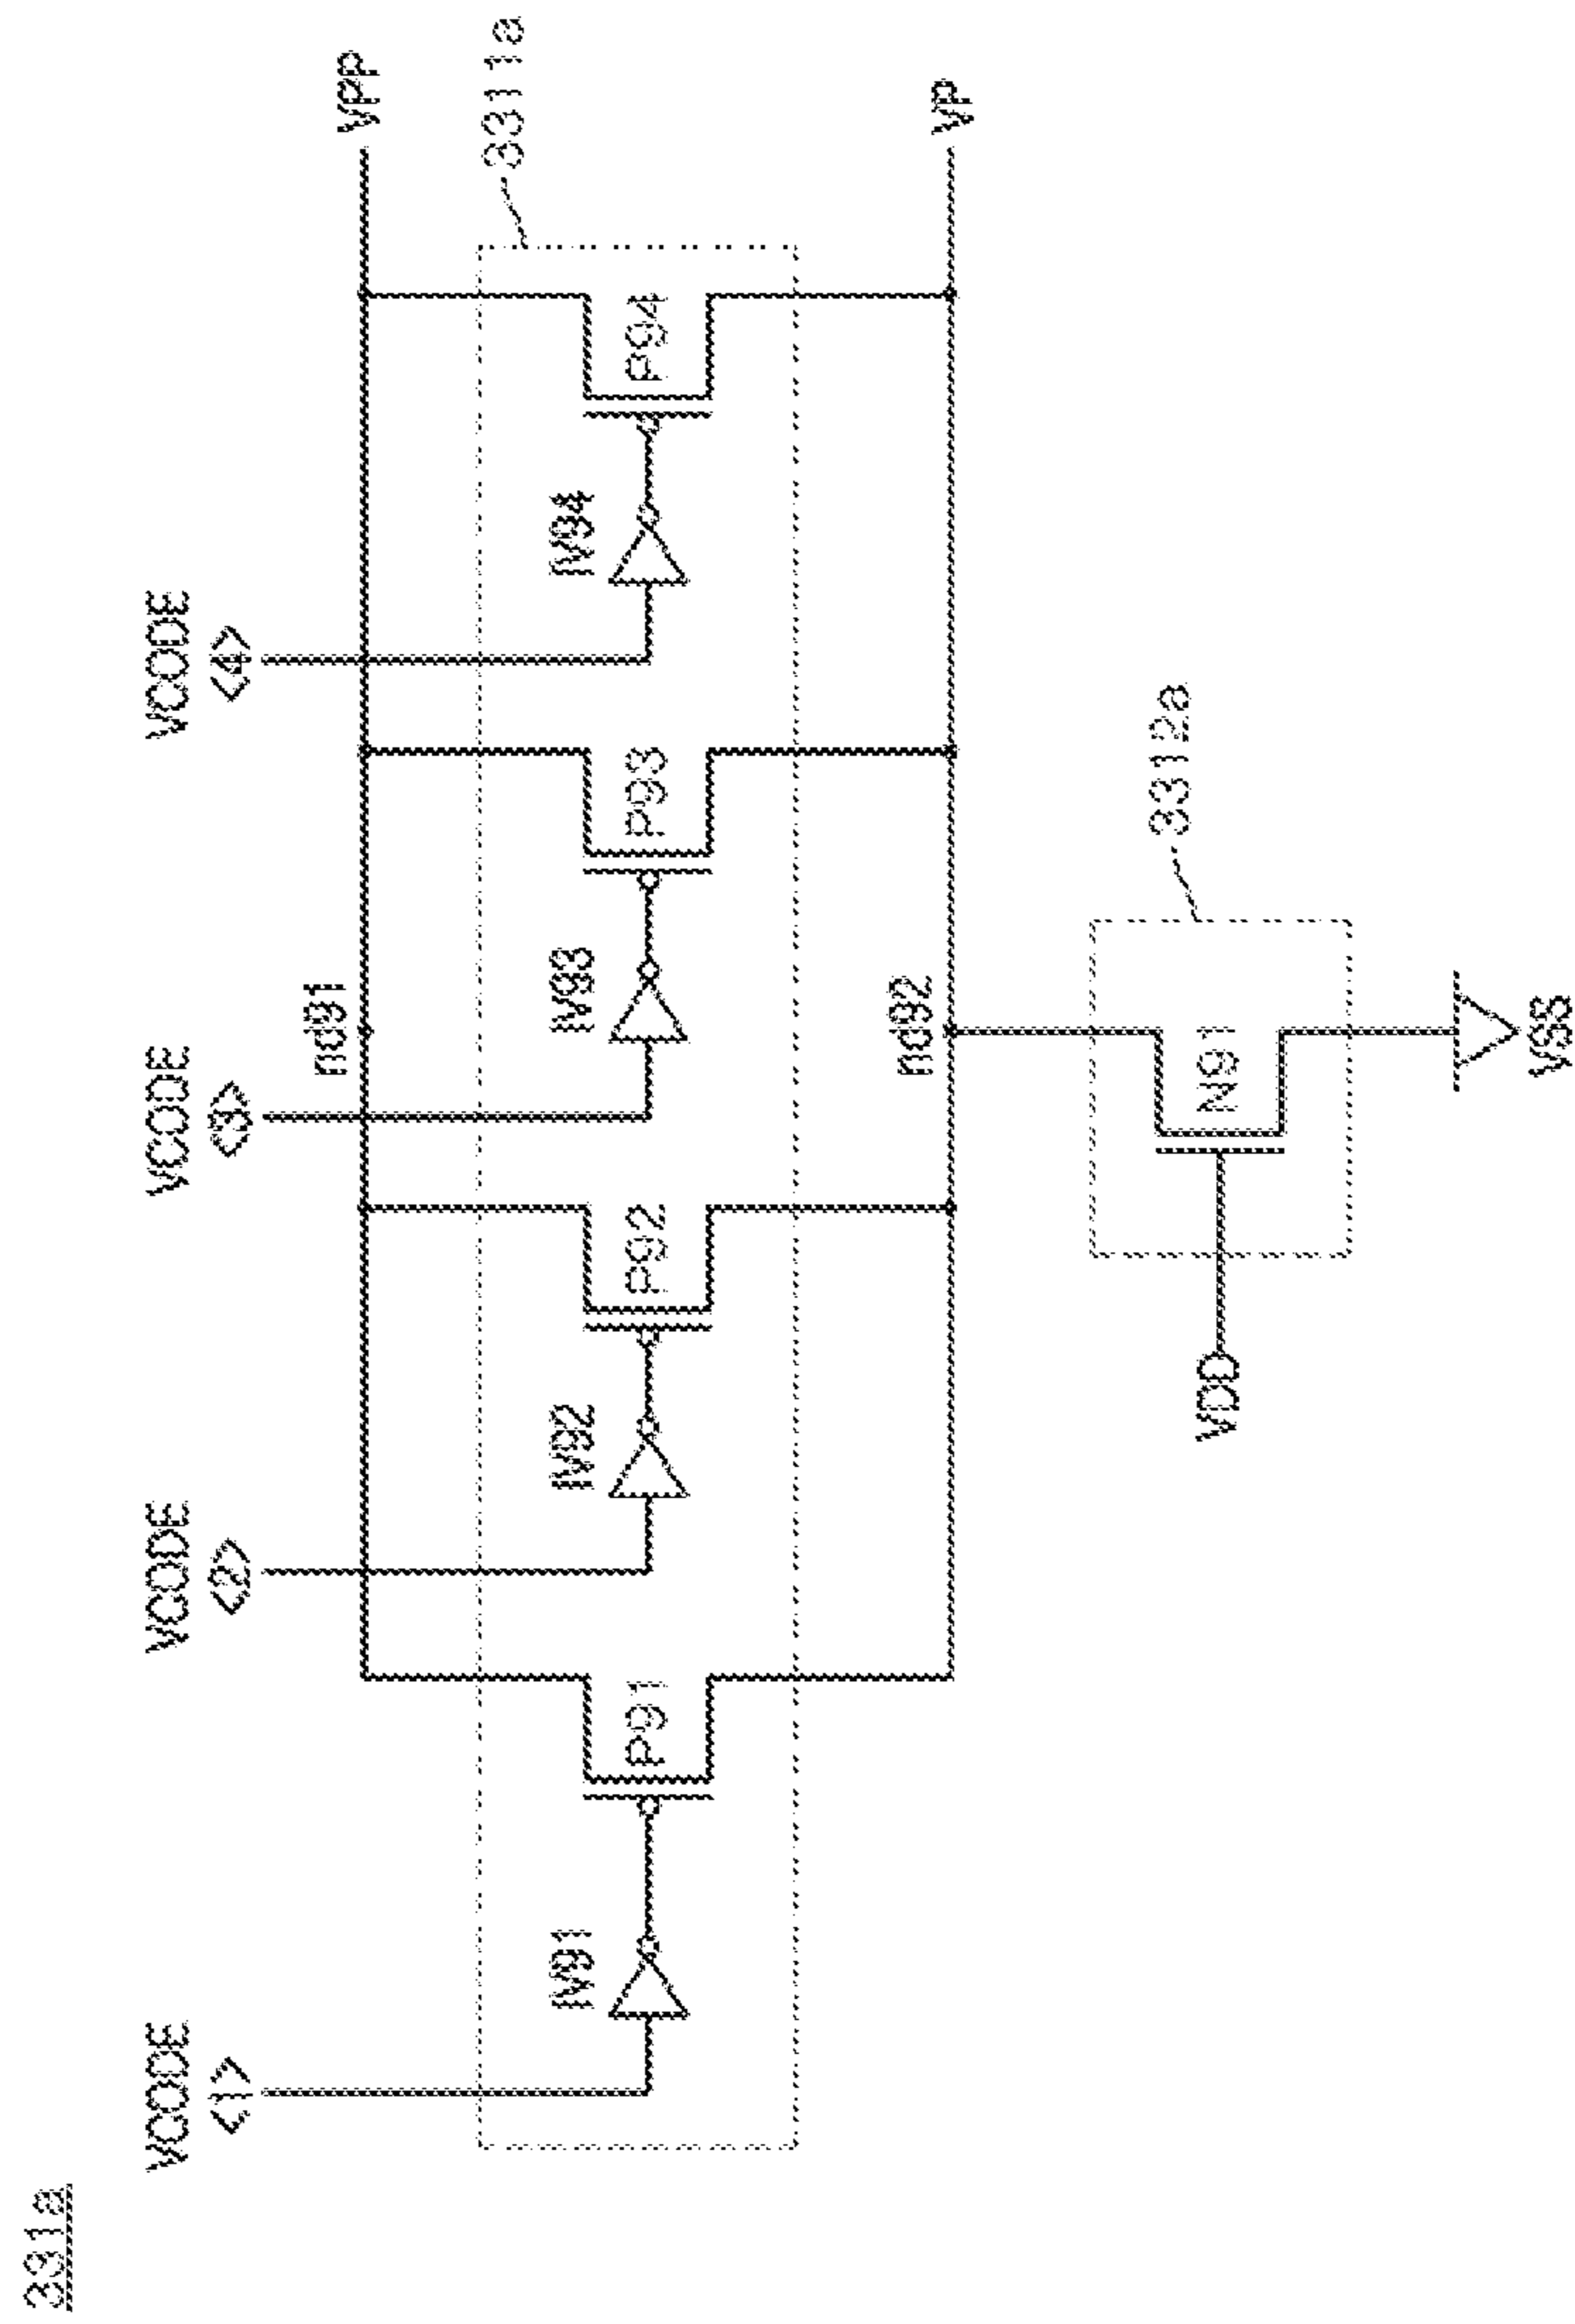 331a
VCODE
<1>
VCODE
<2>
VCODE
<3>
VCODE
<4>
nd91
VPP
3311a
IV91
P91
IV92
P92
IV93
P93
IV94
P94
nd92
VP
3312a
VDD
N91
VSS